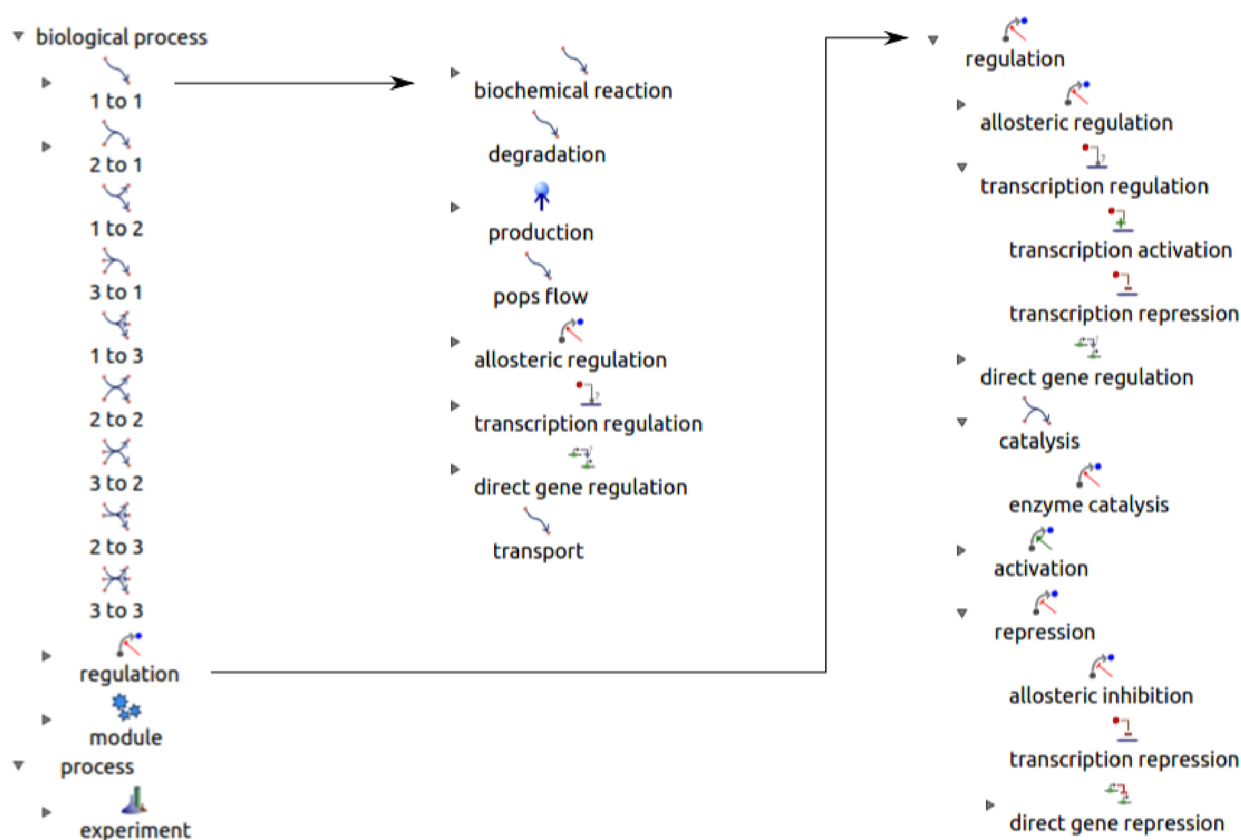 biological process
1 to 1
2 to 1
1 to 2
3 to 1
1 to 3
2 to 2
3 to 2
2 to 3
3 to 3
regulation
module
process
experiment
biochemical reaction
degradation
production
pops flow
allosteric regulation
transcription regulation
direct gene regulation
transport
regulation
allosteric regulation
transcription regulation
transcription activation
transcription repression
direct gene regulation
catalysis
enzyme catalysis
activation
repression
allosteric inhibition
transcription repression
direct gene repression